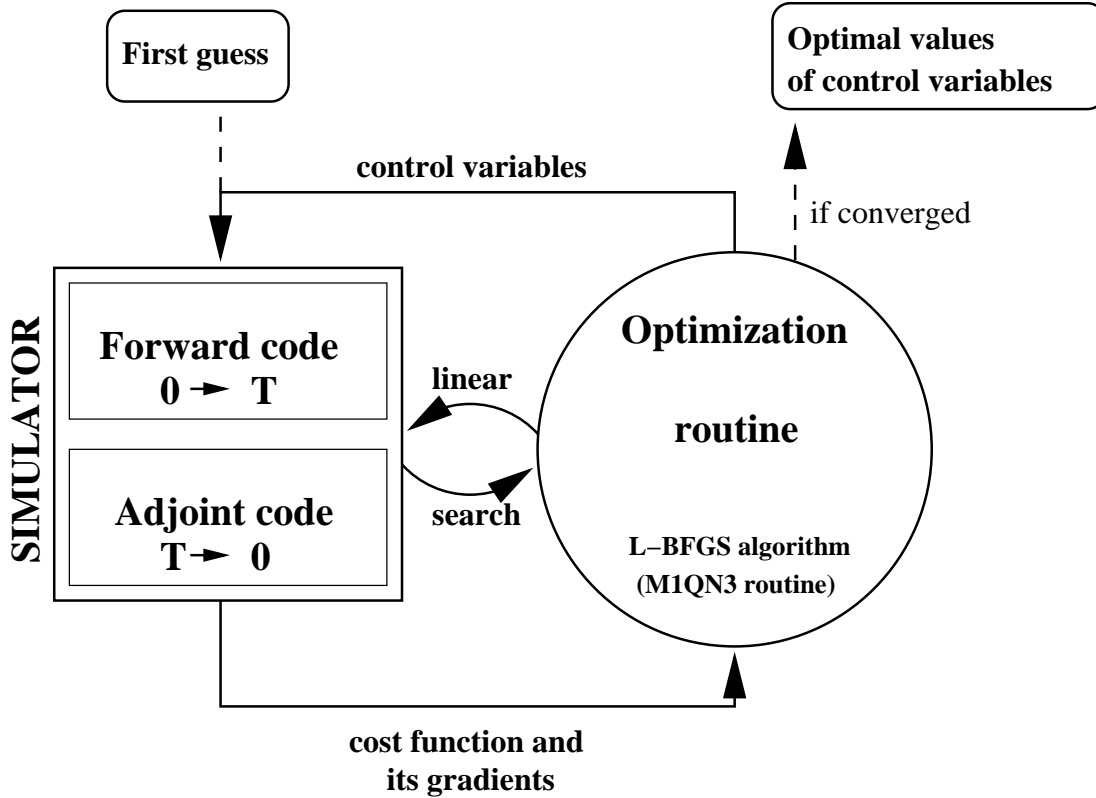 First guess
Optimal values
of control variables
control variables
if converged
SIMULATOR
Forward code
0 → T
Adjoint code
T → 0
linear
search
Optimization
routine
L−BFGS algorithm
(M1QN3 routine)
cost function and
its gradients